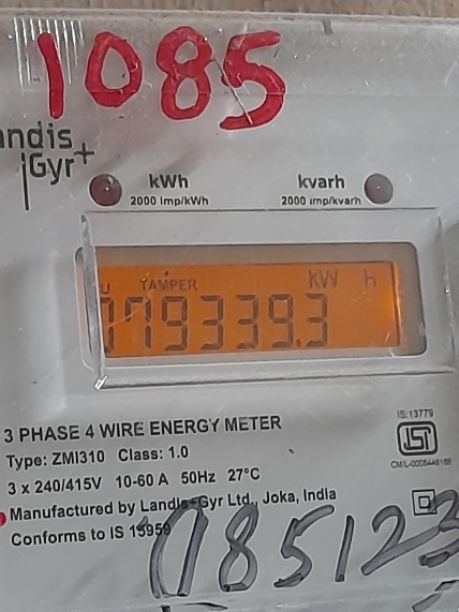 1085
Landis
Gyr+
kWh
2000 imp/kWh
kvarh
2000 imp/kvarh
TAMPER
kW h
79339.3
IS:13779
3 PHASE 4 WIRE ENERGY METER
Type: ZMI310 Class: 1.0
3 x 240/415V 10-60 A 50Hz 27°C
Manufactured by Landis+Gyr Ltd., Joka, India
Conforms to IS 15959
ISI
085123